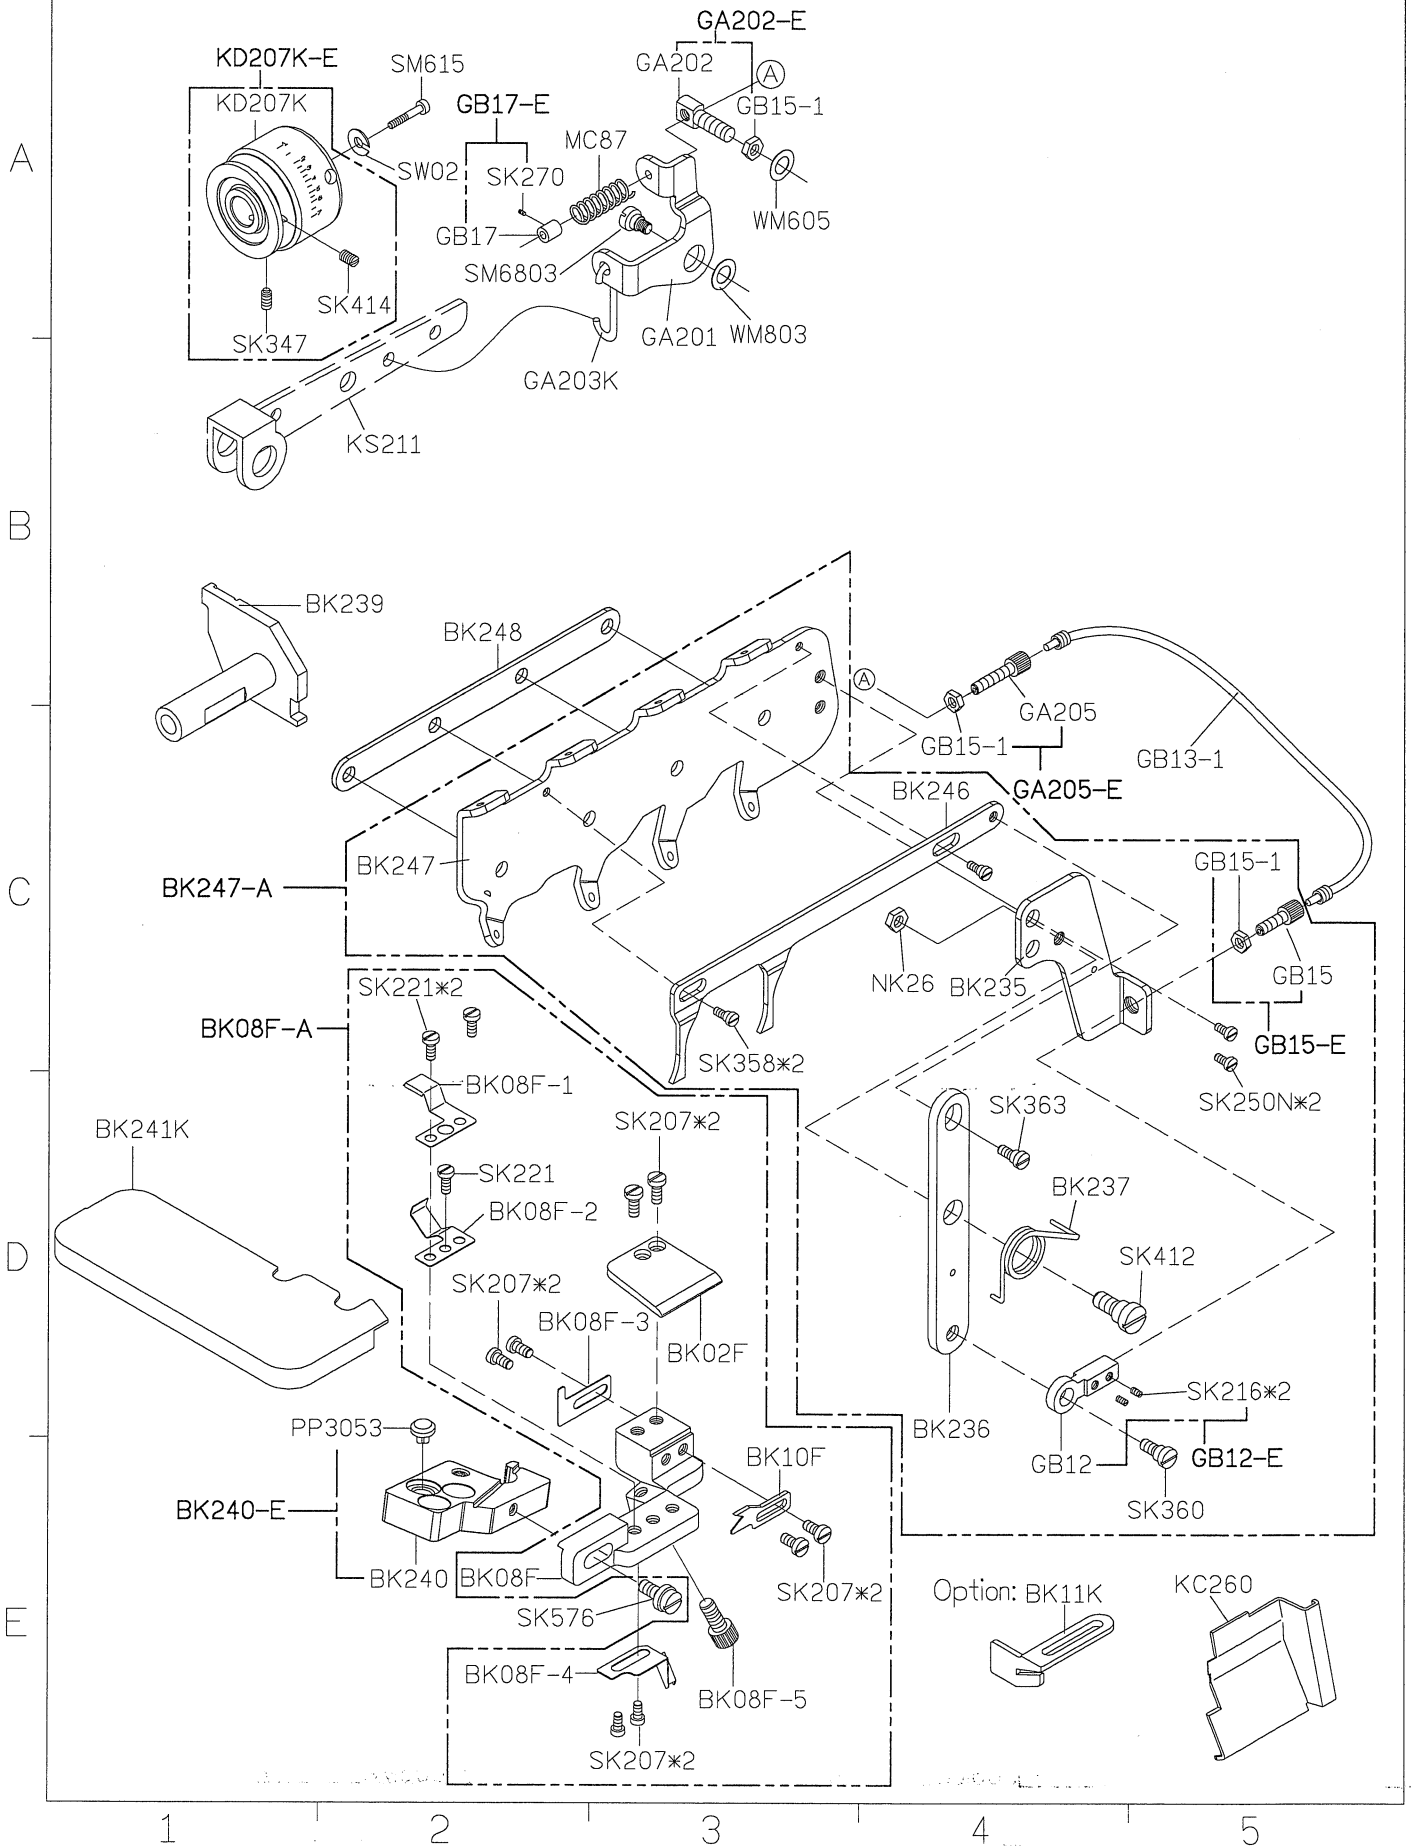 GA202-E
KD207K-E
SM615
GA202
A
KD207K
GB17-E
GB15-1
A
MC87
SW02
SK270
WM605
GB17
SM6803
SK414
GA201
WM803
SK347
GA203K
KS211
B
BK239
BK248
A
GA205
GB15-1
GB13-1
GA205-E
BK246
BK247
GB15-1
BK247-A
C
NK26
BK235
GB15
SK221*2
BK08F-A
GB15-E
SK358*2
BK08F-1
SK363
SK250N*2
BK241K
SK207*2
SK221
BK237
BK08F-2
D
SK412
SK207*2
BK08F-3
BK02F
SK216*2
PP3053
BK236
BK10F
GB12
GB12-E
BK240-E
SK360
BK240
BK08F
SK207*2
Option: BK11K
KC260
SK576
E
BK08F-4
BK08F-5
SK207*2
1
2
3
4
5